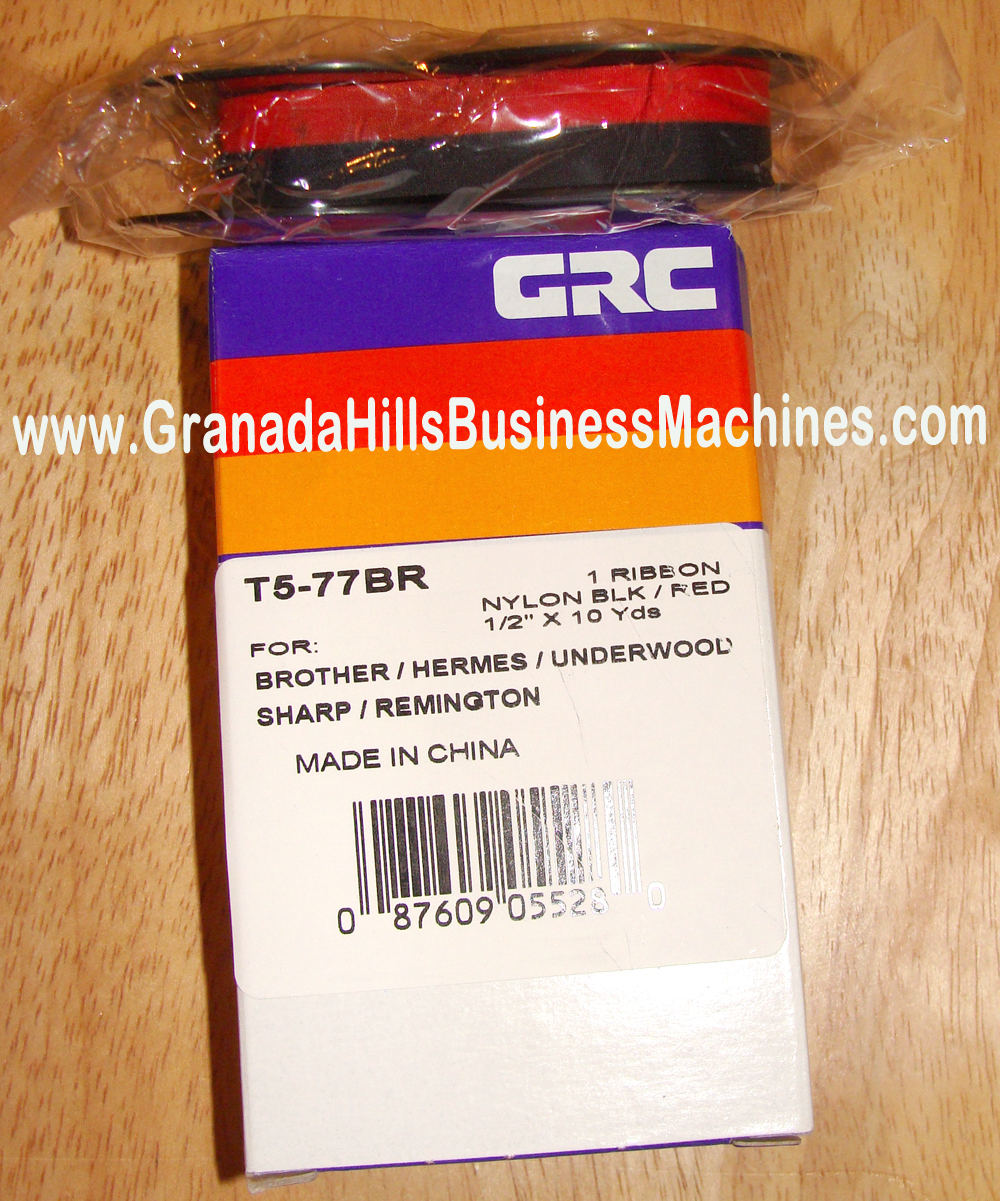 GRC
www.GranadaHillsBusinessMachines.com
T5-77BR
1 RIBBON
NYLON BLK / RED
1/2" X 10 Yds
FOR:
BROTHER / HERMES / UNDERWOOD
SHARP / REMINGTON
MADE IN CHINA
0 87609 05528 0